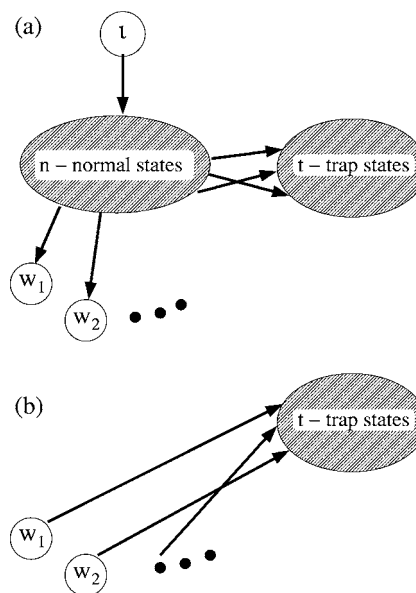 (a)
ι
n – normal states
t – trap states
w₁
w₂
(b)
t – trap states
w₁
w₂